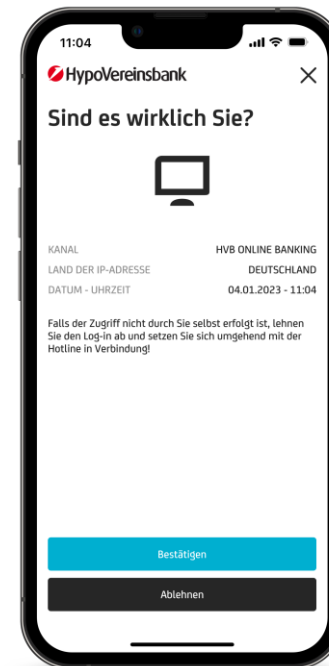 11:04
HypoVereinsbank
Sind es wirklich Sie?
KANAL HVB ONLINE BANKING
LAND DER IP-ADRESSE DEUTSCHLAND
DATUM - UHRZEIT 04.01.2023 - 11:04
Falls der Zugriff nicht durch Sie selbst erfolgt ist, lehnen
Sie den Log-in ab und setzen Sie sich umgehend mit der
Hotline in Verbindung!
Bestätigen
Ablehnen